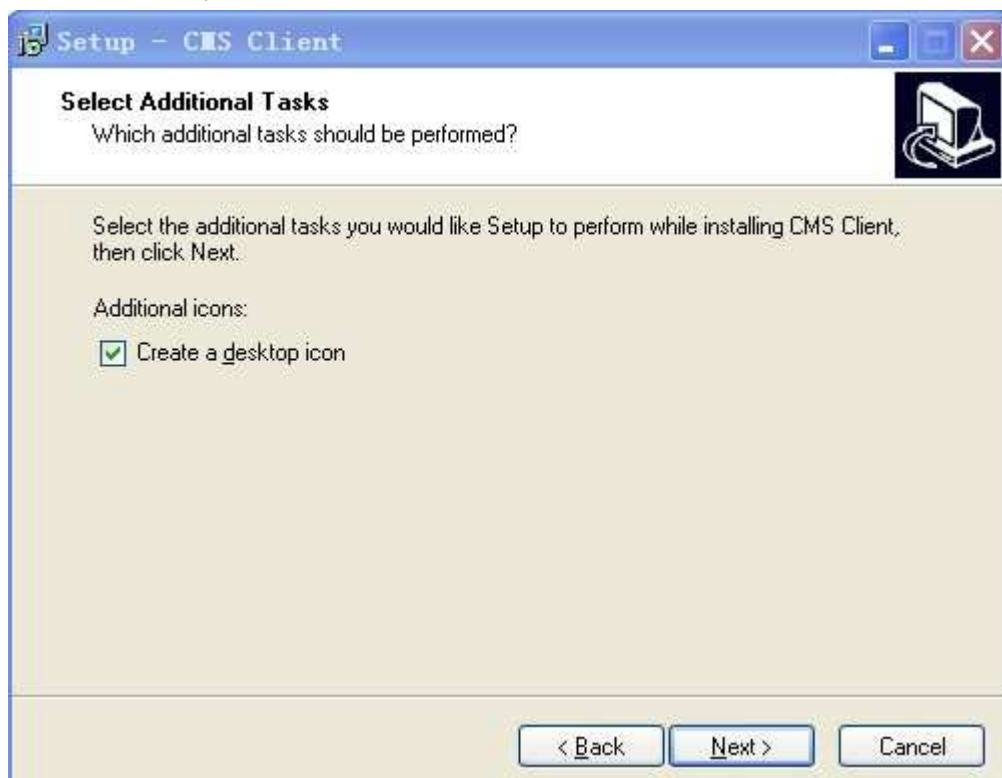 Setup - CMS Client
Select Additional Tasks
Which additional tasks should be performed?
Select the additional tasks you would like Setup to perform while installing CMS Client,
then click Next.
Additional icons:
Create a desktop icon
< Back
Next >
Cancel